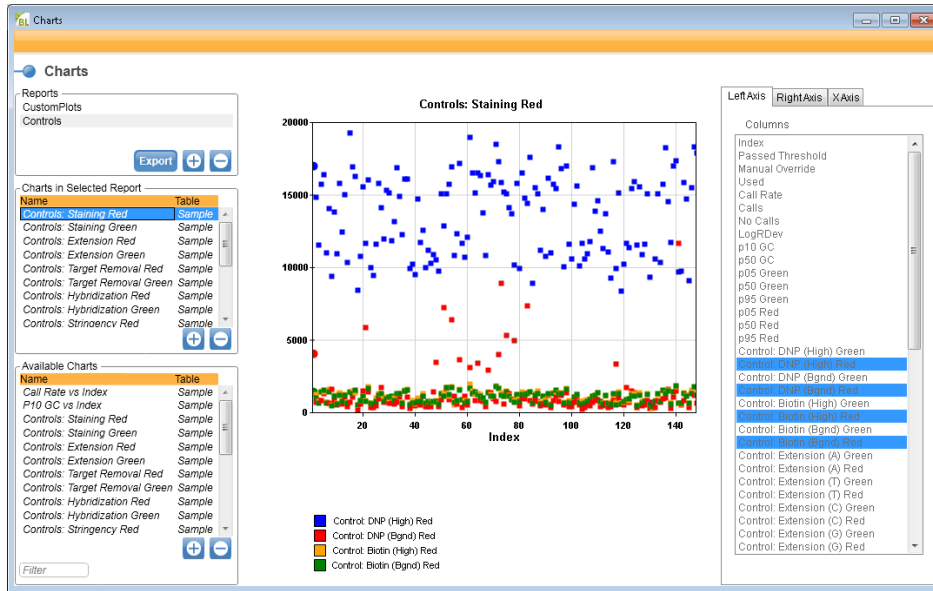 BL Charts
Charts
Reports
CustomPlots
Controls
Export
Charts in Selected Report
Name Table
Controls: Staining Red Sample
Controls: Staining Green Sample
Controls: Extension Red Sample
Controls: Extension Green Sample
Controls: Target Removal Red Sample
Controls: Target Removal Green Sample
Controls: Hybridization Red Sample
Controls: Hybridization Green Sample
Controls: Stringency Red Sample
Available Charts
Name Table
Call Rate vs Index Sample
P10 GC vs Index Sample
Controls: Staining Red Sample
Controls: Staining Green Sample
Controls: Extension Red Sample
Controls: Extension Green Sample
Controls: Target Removal Red Sample
Controls: Target Removal Green Sample
Controls: Hybridization Red Sample
Controls: Hybridization Green Sample
Controls: Stringency Red Sample
Filter
Controls: Staining Red
20000
15000
10000
5000
0
20 40 60 80 100 120 140
Index
Control: DNP (High) Red
Control: DNP (Bgnd) Red
Control: Biotin (High) Red
Control: Biotin (Bgnd) Red
LeftAxis RightAxis XAxis
Columns
Index
Passed Threshold
Manual Override
Used
Call Rate
Calls
No Calls
LogRDev
p10 GC
p50 GC
p05 Green
p50 Green
p95 Green
p05 Red
p50 Red
p95 Red
Control: DNP (High) Green
Control: DNP (High) Red
Control: DNP (Bgnd) Green
Control: DNP (Bgnd) Red
Control: Biotin (High) Green
Control: Biotin (High) Red
Control: Biotin (Bgnd) Green
Control: Biotin (Bgnd) Red
Control: Extension (A) Green
Control: Extension (A) Red
Control: Extension (T) Green
Control: Extension (T) Red
Control: Extension (C) Green
Control: Extension (C) Red
Control: Extension (G) Green
Control: Extension (G) Red